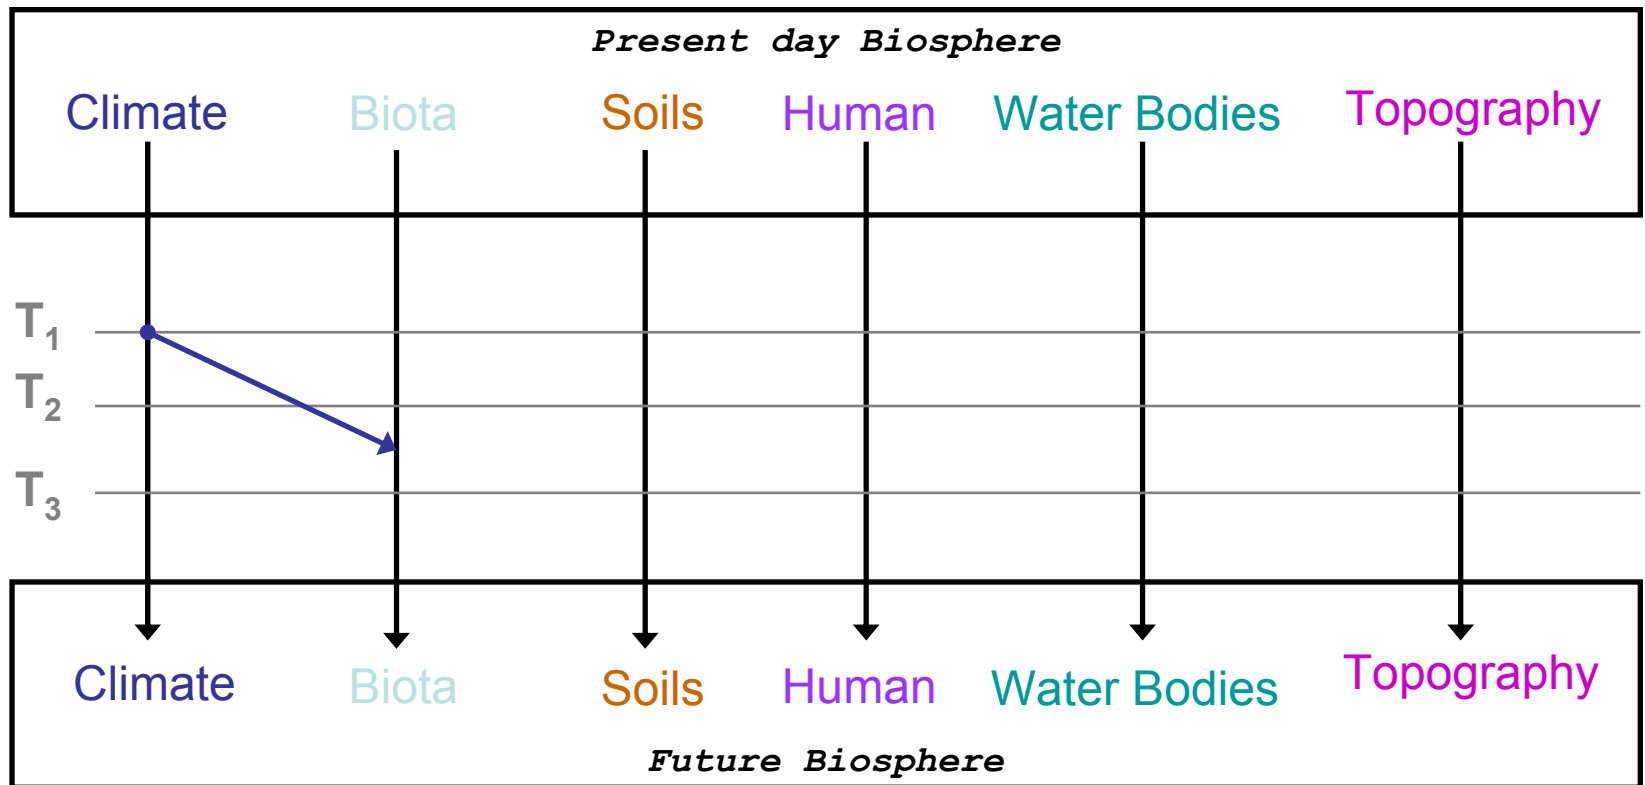 Present day Biosphere
Climate Biota Soils Human Water Bodies Topography
T1
T2
T3
Climate Biota Soils Human Water Bodies Topography
Future Biosphere